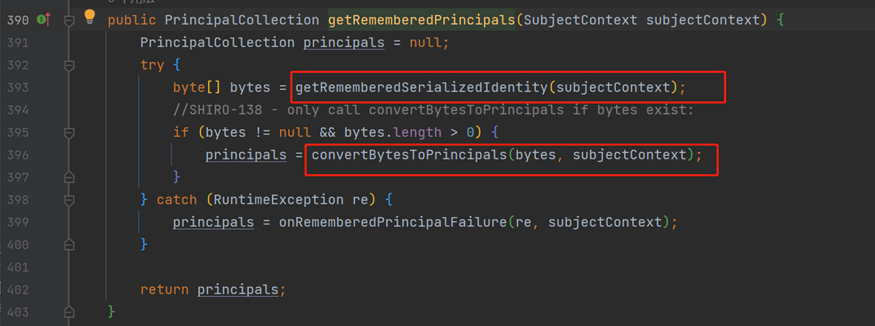 390 public PrincipalCollection getRememberedPrincipals(SubjectContext subjectContext) {
391 PrincipalCollection principals = null;
392 try {
393 byte[] bytes = getRememberedSerializedIdentity(subjectContext);
394 //SHIRO-138 - only call convertBytesToPrincipals if bytes exist:
395 if (bytes != null && bytes.length > 0) {
396 principals = convertBytesToPrincipals(bytes, subjectContext);
397 }
398 } catch (RuntimeException re) {
399 principals = onRememberedPrincipalFailure(re, subjectContext);
400 }
401
402 return principals;
403 }